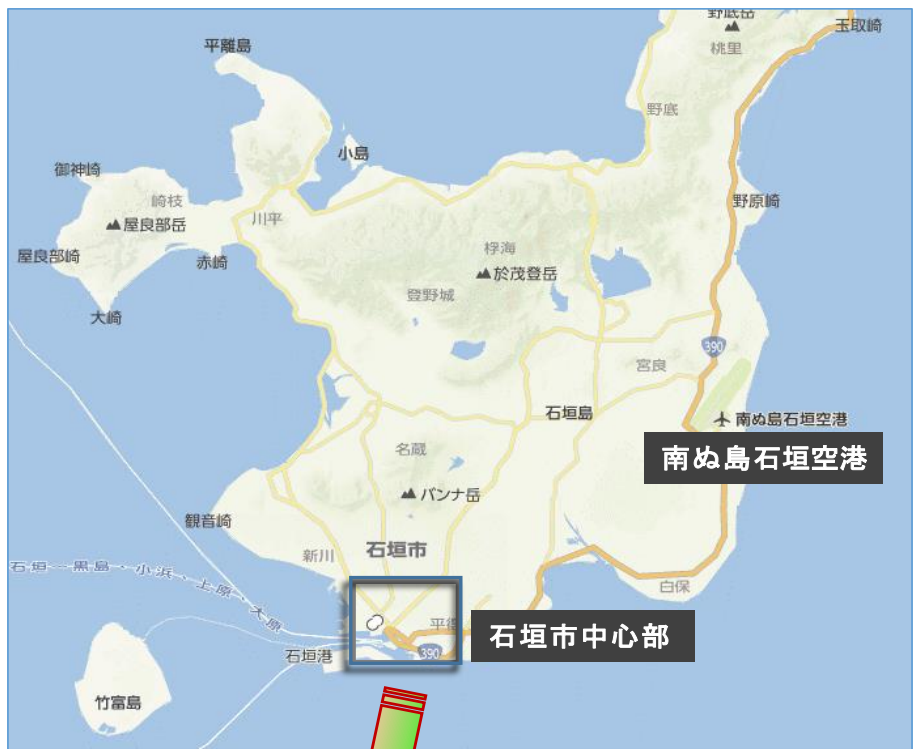 野底岳
玉取崎
桃里
平離島
野底
小島
御神崎
崎枝
野原崎
屋良部岳
川平
桴海
屋良部崎
赤崎
於茂登岳
登野城
大崎
390
宮良
石垣島
南ぬ島石垣空港
名蔵
南ぬ島石垣空港
バンナ岳
観音崎
新川
石垣市
石垣―黒島・小浜・上原・大原
白保
平得
石垣市中心部
石垣港
390
竹富島